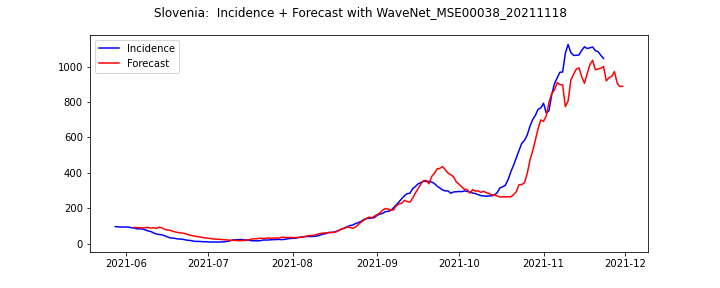 Slovenia:  Incidence + Forecast with WaveNet_MSE00038_20211118
Incidence
Forecast
1000
800
600
400
200
0
2021-06 2021-07 2021-08 2021-09 2021-10 2021-11 2021-12